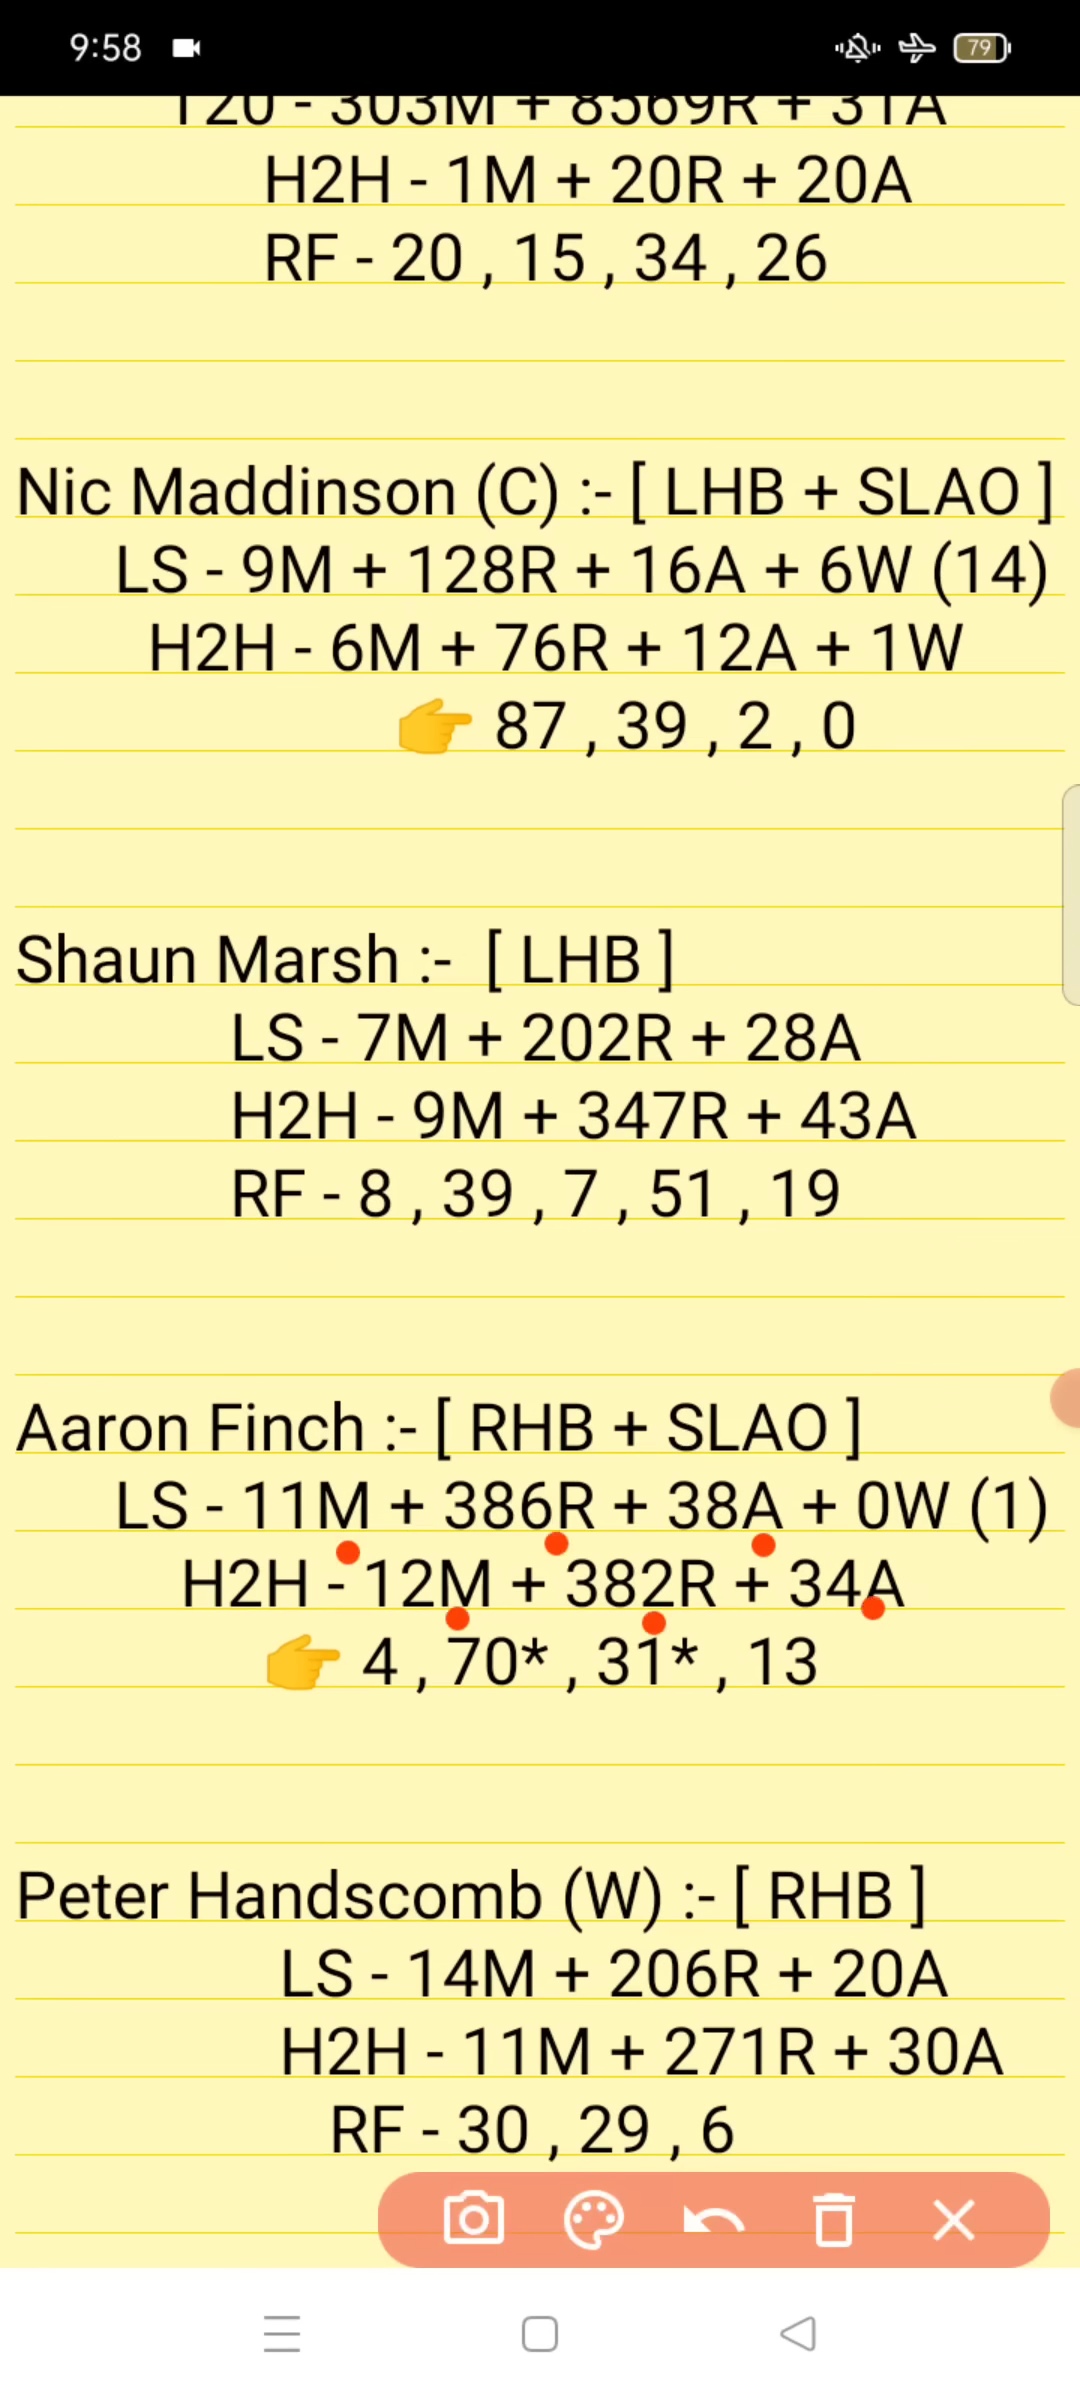 9:58
79
T20 - 303M + 8569R + 31A
H2H - 1M + 20R + 20A
RF - 20 , 15 , 34 , 26
Nic Maddinson (C) :- [ LHB + SLAO ]
LS - 9M + 128R + 16A + 6W (14)
H2H - 6M + 76R + 12A + 1W
👉 87 , 39 , 2 , 0
Shaun Marsh :- [ LHB ]
LS - 7M + 202R + 28A
H2H - 9M + 347R + 43A
RF - 8 , 39 , 7 , 51 , 19
Aaron Finch :- [ RHB + SLAO ]
LS - 11M + 386R + 38A + 0W (1)
H2H - 12M + 382R + 34A
👉 4 , 70* , 31* , 13
Peter Handscomb (W) :- [ RHB ]
LS - 14M + 206R + 20A
H2H - 11M + 271R + 30A
RF - 30 , 29 , 6